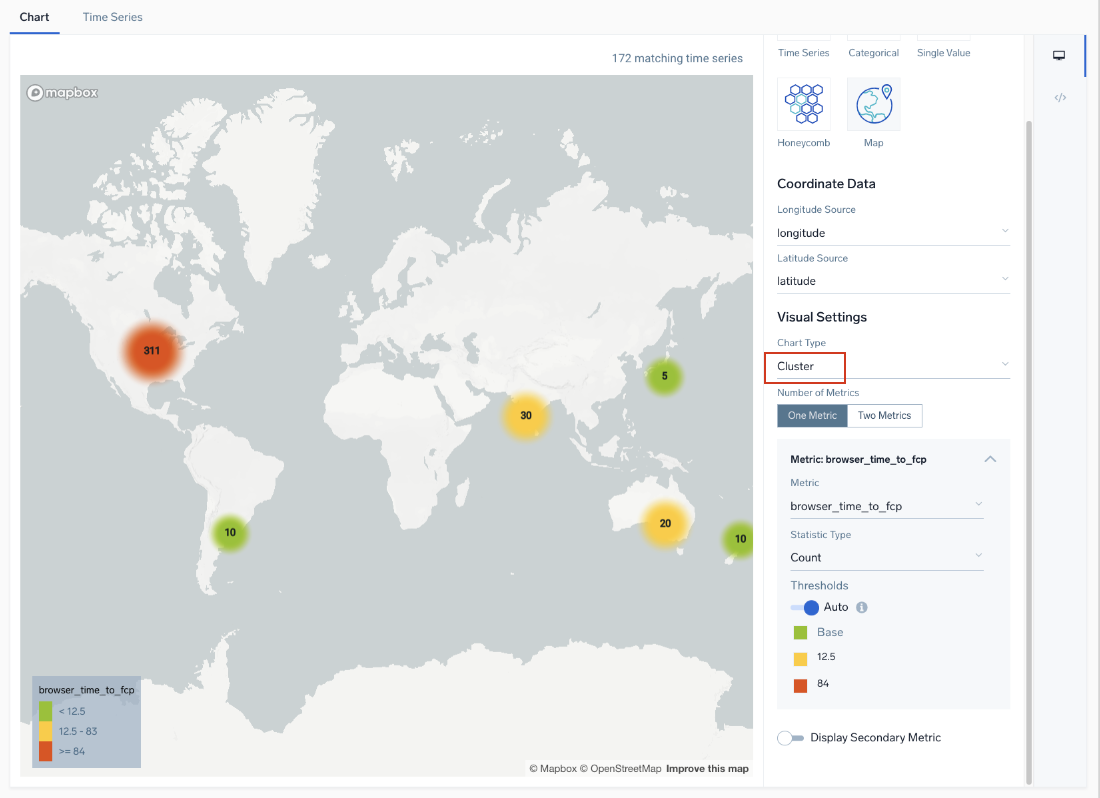 Chart
Time Series
172 matching time series
mapbox
311
5
30
10
20
10
browser_time_to_fcp
< 12.5
12.5 - 83
>= 84
© Mapbox © OpenStreetMap Improve this map
Time Series
Categorical
Single Value
Honeycomb
Map
Coordinate Data
Longitude Source
longitude
Latitude Source
latitude
Visual Settings
Chart Type
Cluster
Number of Metrics
One Metric
Two Metrics
Metric: browser_time_to_fcp
Metric
browser_time_to_fcp
Statistic Type
Count
Thresholds
Auto
Base
12.5
84
Display Secondary Metric